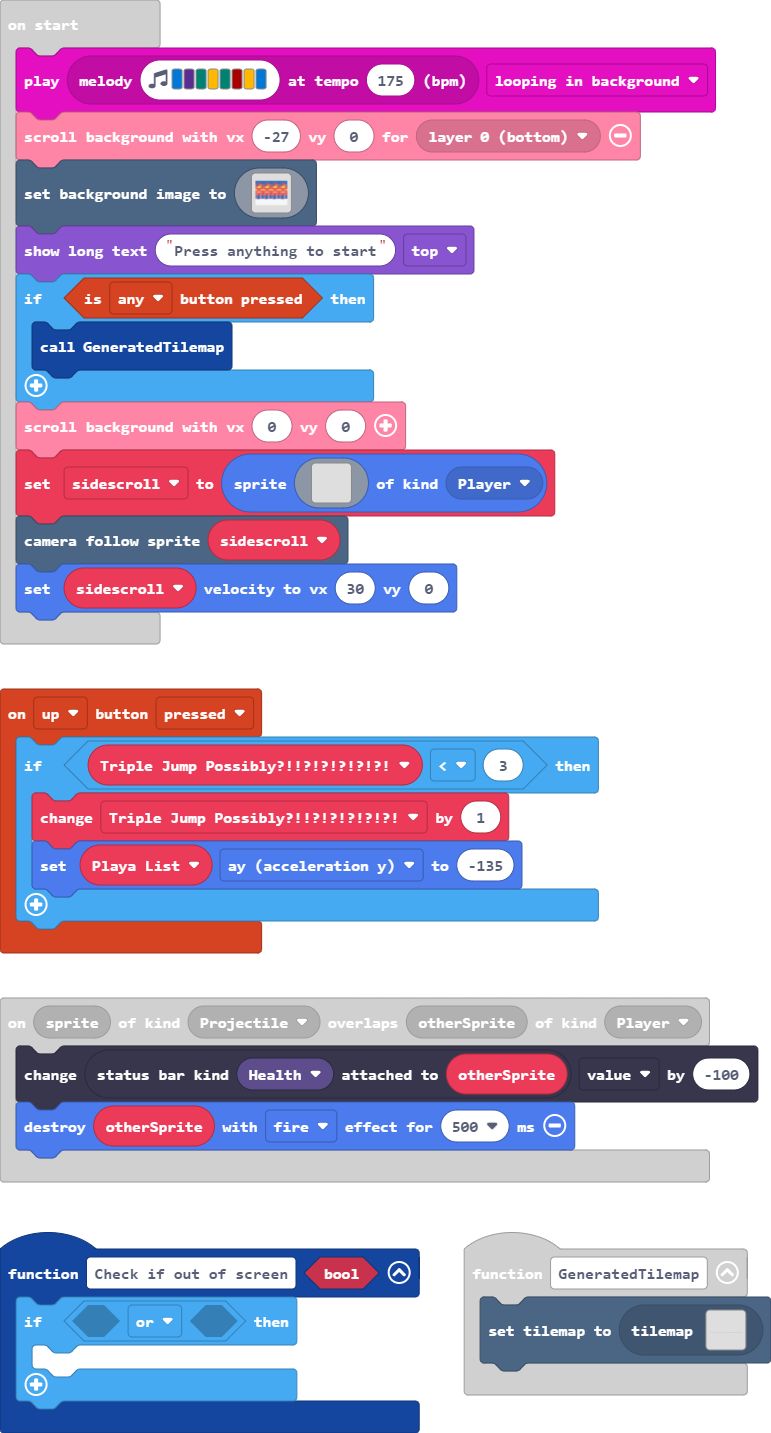 on start
play melody at tempo 175 (bpm) looping in background
scroll background with vx -27 vy 0 for layer 0 (bottom)
set background image to
show long text "Press anything to start" top
if is any button pressed then
call GeneratedTilemap
scroll background with vx 0 vy 0
set sidescroll to sprite of kind Player
camera follow sprite sidescroll
set sidescroll velocity to vx 30 vy 0
on up button pressed
if Triple Jump Possibly?!!?!?!?!?!?! < 3 then
change Triple Jump Possibly?!!?!?!?!?!?! by 1
set Playa List ay (acceleration y) to -135
on sprite of kind Projectile overlaps otherSprite of kind Player
change status bar kind Health attached to otherSprite value by -100
destroy otherSprite with fire effect for 500 ms
function Check if out of screen bool
if or then
function GeneratedTilemap
set tilemap to tilemap